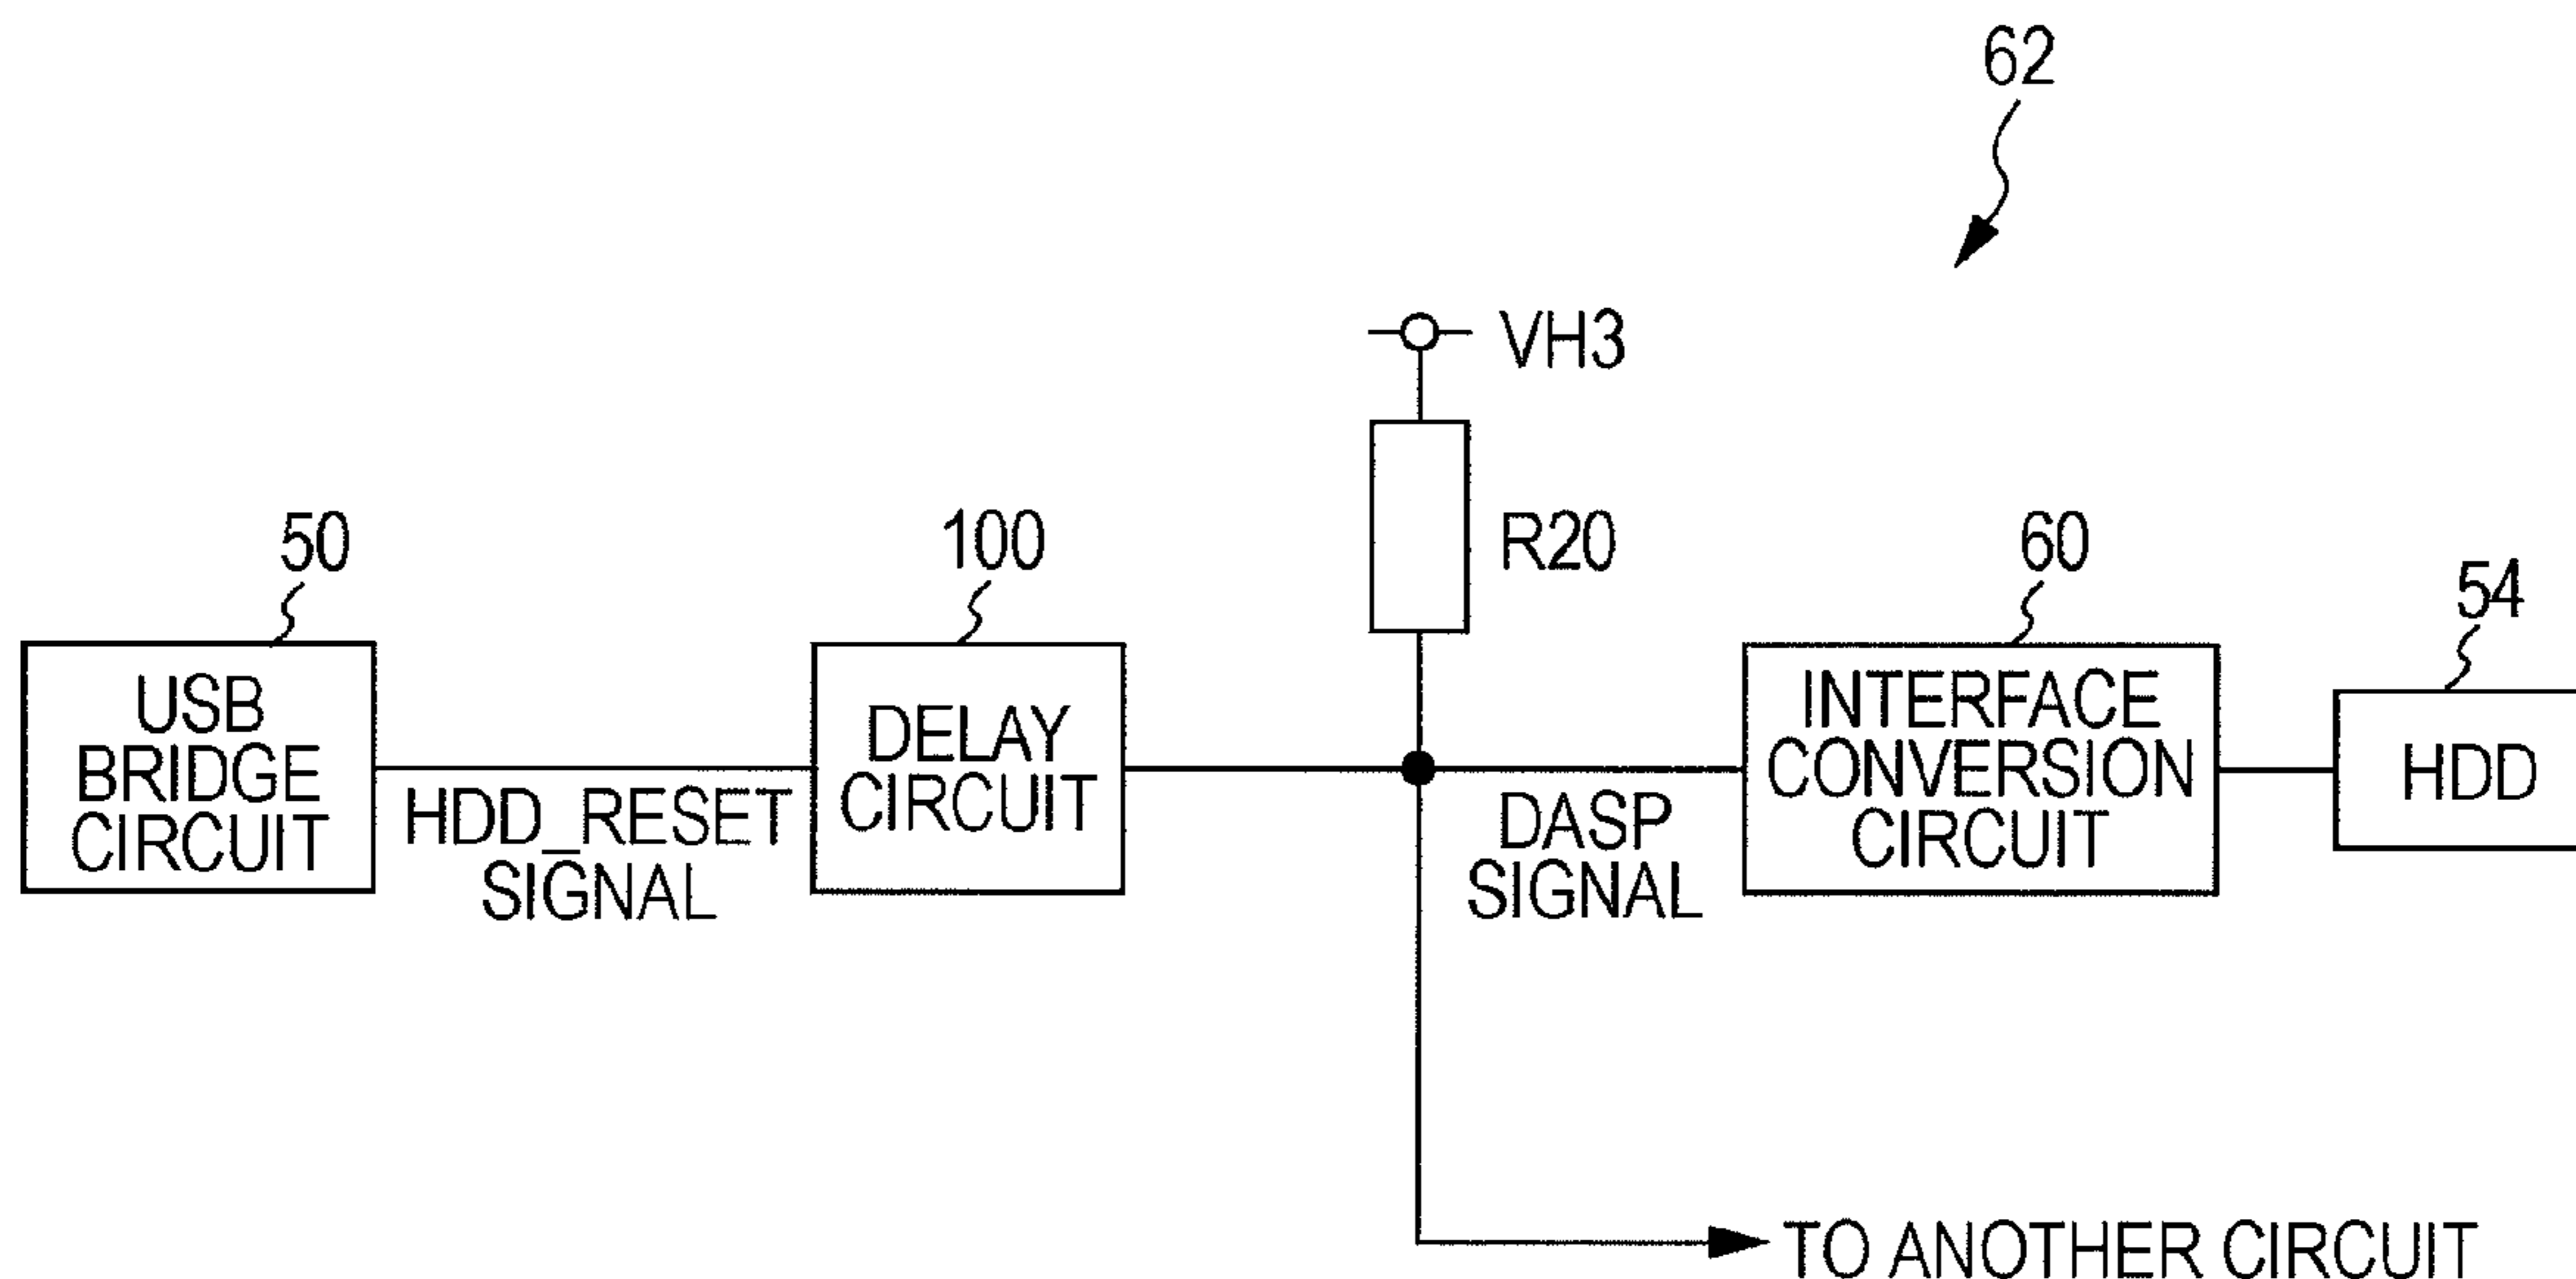 62
VH3
R20
50
100
60
54
USB
BRIDGE
CIRCUIT
HDD_RESET
SIGNAL
DELAY
CIRCUIT
DASP
SIGNAL
INTERFACE
CONVERSION
CIRCUIT
HDD
TO ANOTHER CIRCUIT